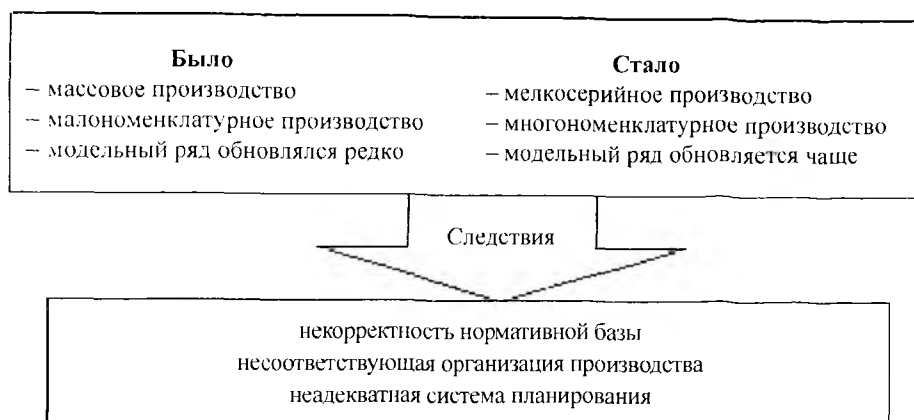 Было
– массовое производство
– малономенклатурное производство
– модельный ряд обновлялся редко
Стало
– мелкосерийное производство
– многономенклатурное производство
– модельный ряд обновляется чаще
Следствия
некорректность нормативной базы
несоответствующая организация производства
неадекватная система планирования